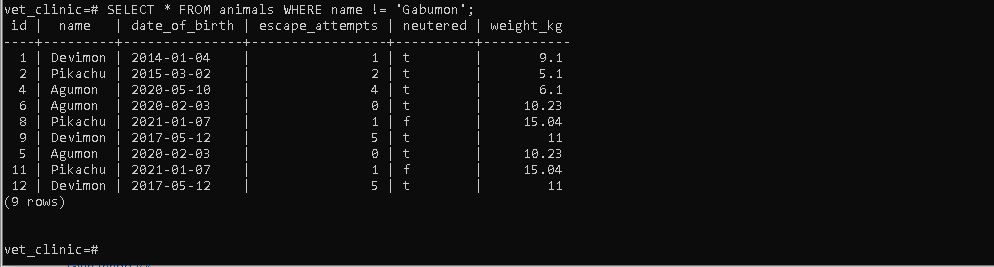 vet_clinic=# SELECT * FROM animals WHERE name != 'Gabumon';
 id |  name   | date_of_birth | escape_attempts | neutered | weight_kg
----+---------+---------------+-----------------+----------+-----------
  1 | Devimon | 2014-01-04    |               1 | t        |       9.1
  2 | Pikachu | 2015-03-02    |               2 | t        |       5.1
  4 | Agumon  | 2020-05-10    |               4 | t        |       6.1
  6 | Agumon  | 2020-02-03    |               0 | t        |     10.23
  8 | Pikachu | 2021-01-07    |               1 | f        |     15.04
  9 | Devimon | 2017-05-12    |               5 | t        |        11
  5 | Agumon  | 2020-02-03    |               0 | t        |     10.23
 11 | Pikachu | 2021-01-07    |               1 | f        |     15.04
 12 | Devimon | 2017-05-12    |               5 | t        |        11
(9 rows)
vet_clinic=#